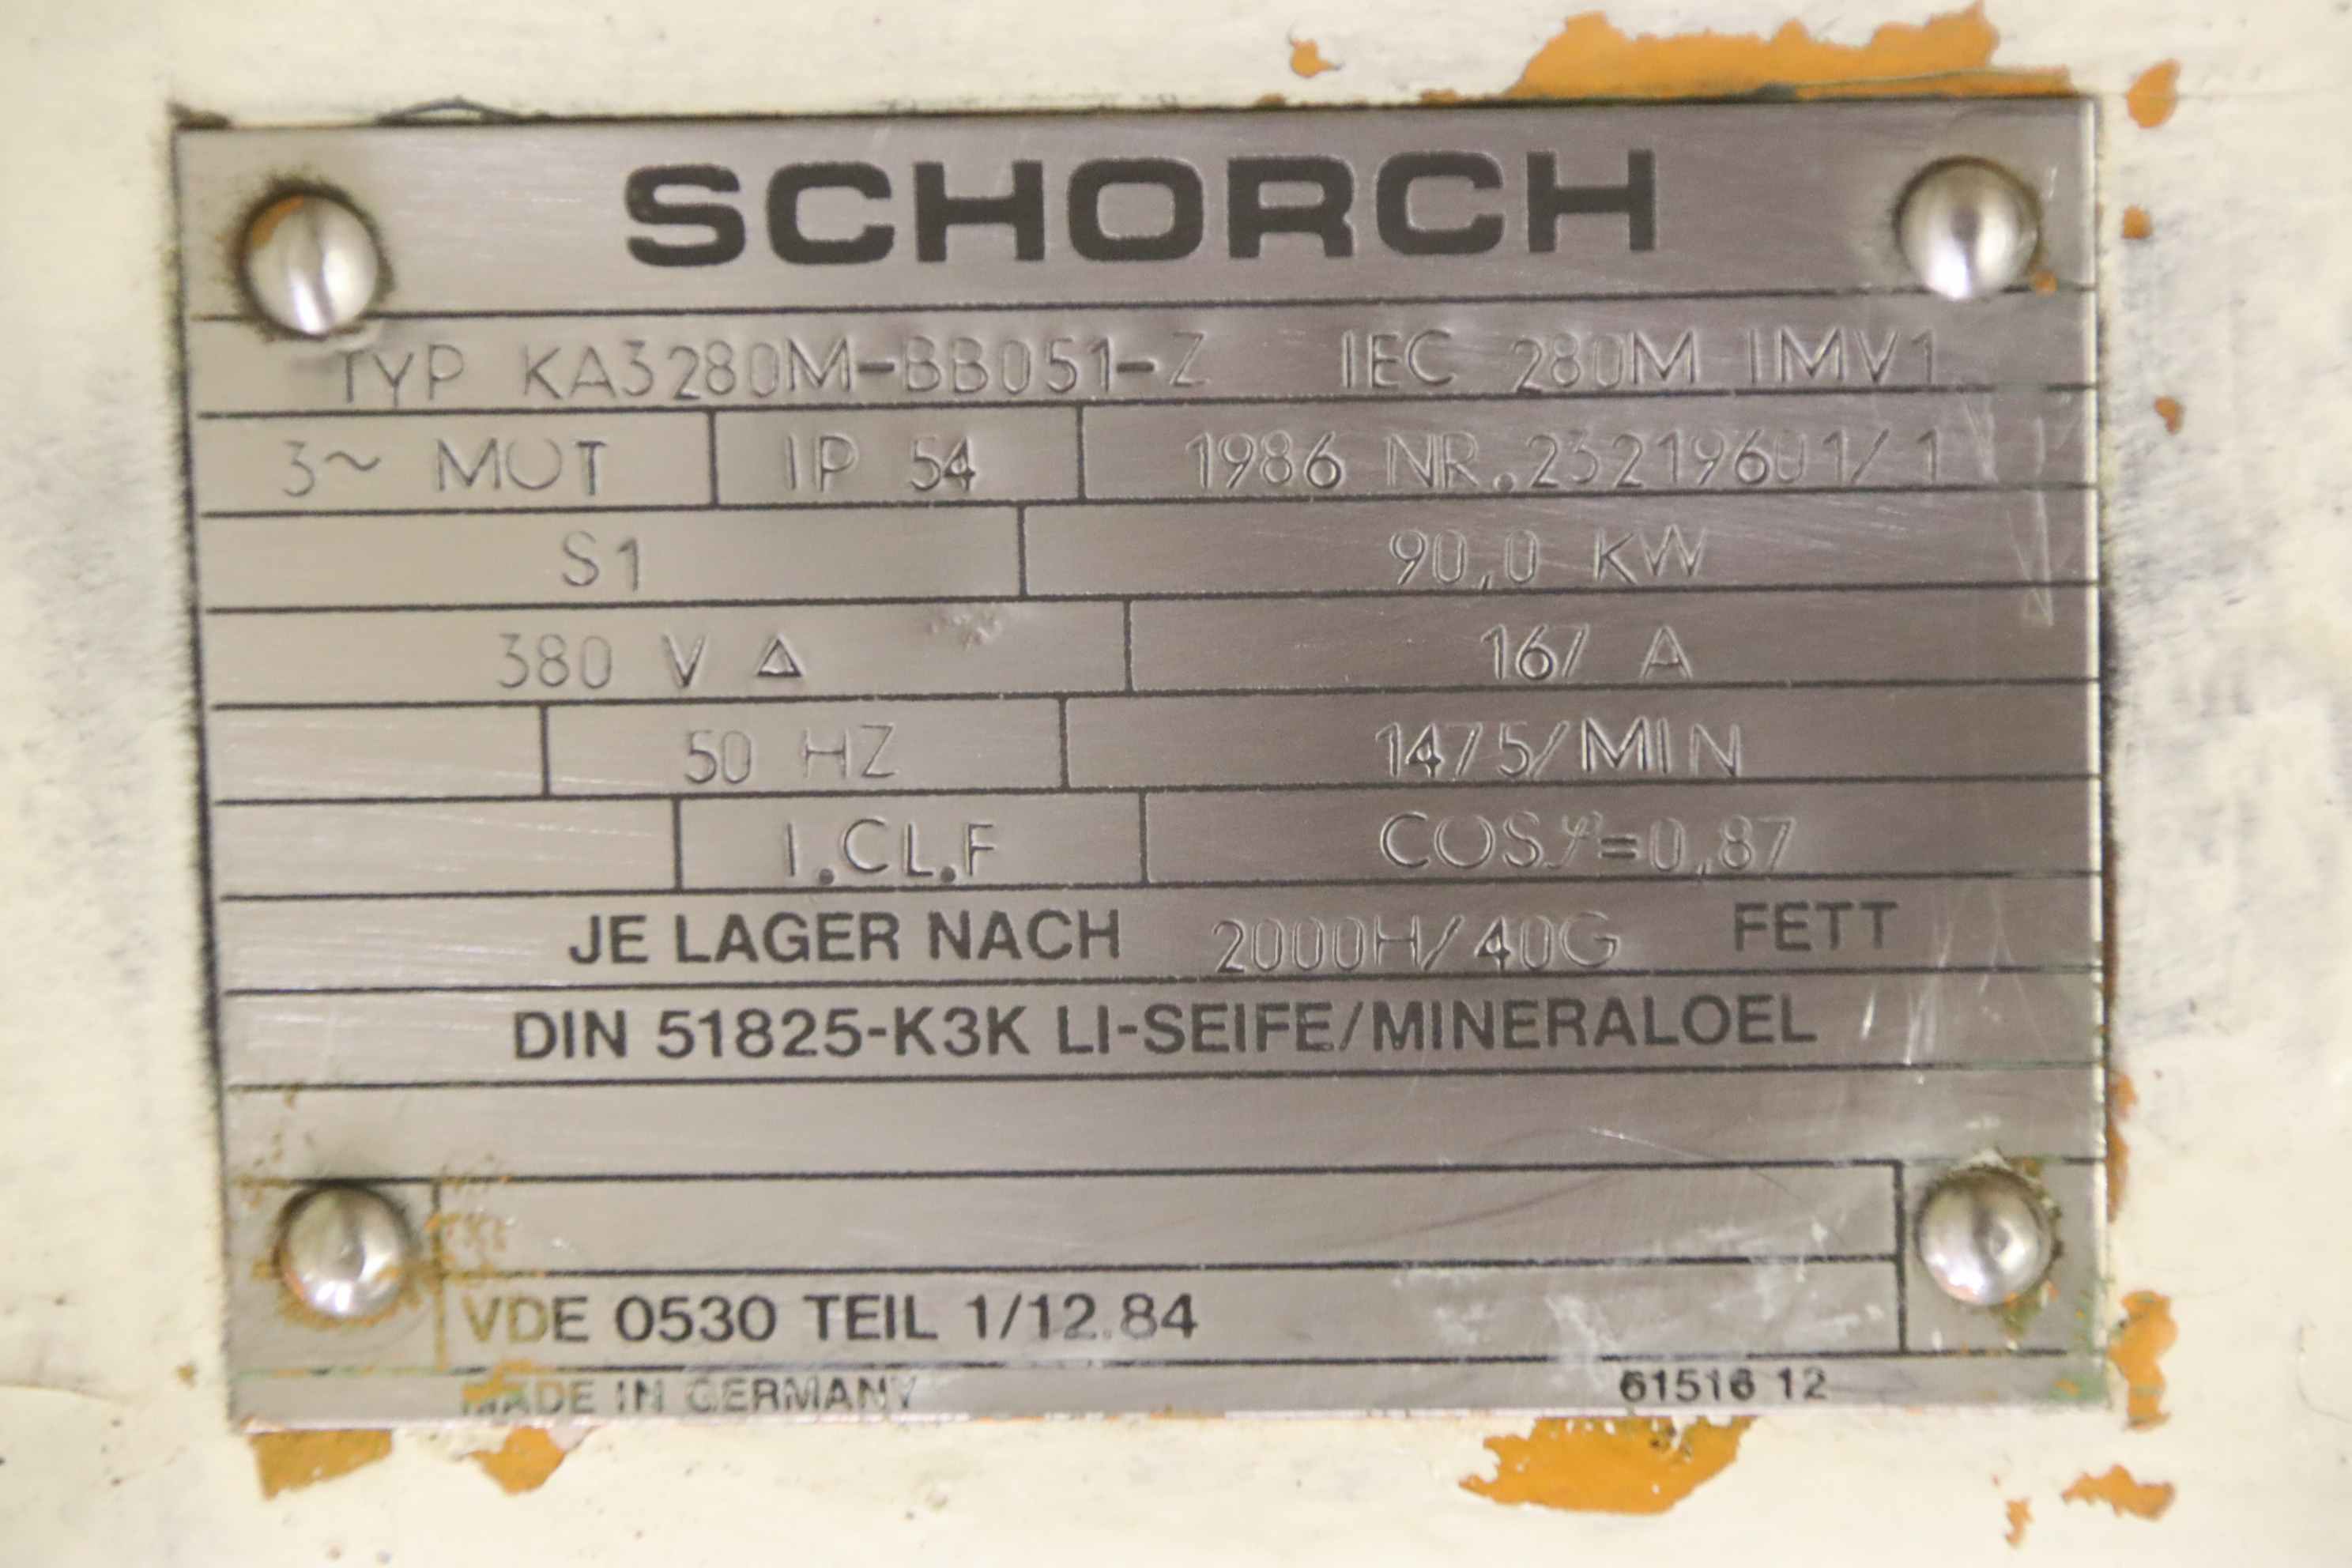 SCHORCH
TYP KA3280M-BB051-Z IEC 280M IMV1
3~ MOT IP 54 1986 NR.23219601/1
S1 90,0 KW
380 V Δ 167 A
50 HZ 1475/MIN
I.CL.F COSφ=0,87
JE LAGER NACH 2000H/40G FETT
DIN 51825-K3K LI-SEIFE/MINERALOEL
VDE 0530 TEIL 1/12.84
MADE IN GERMANY 61516 12